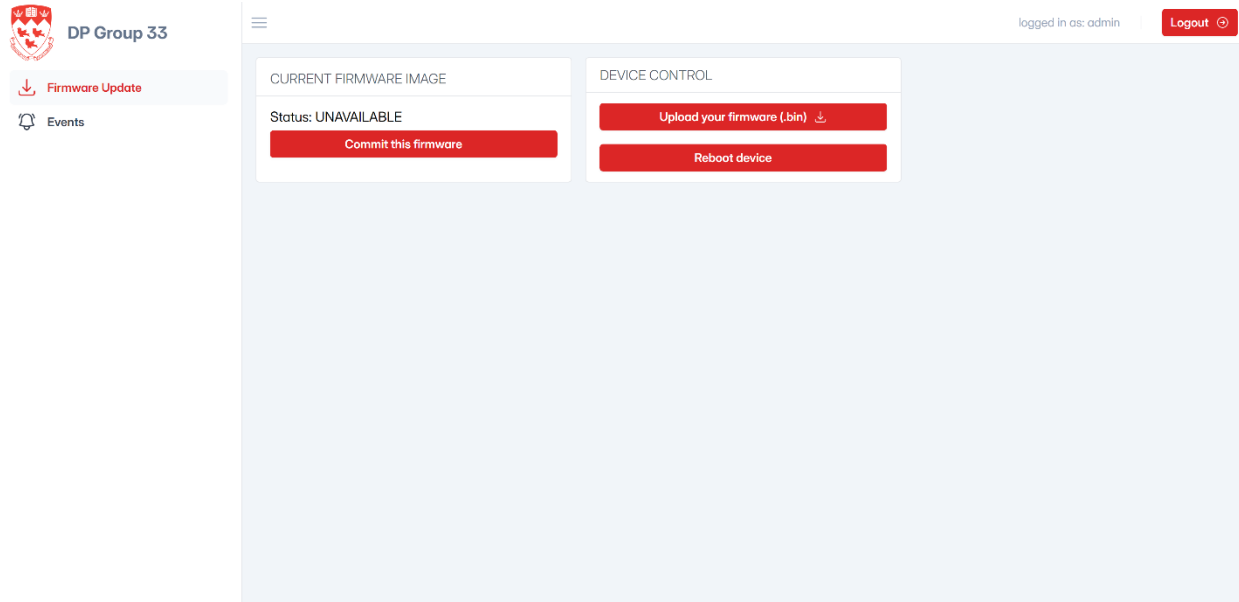 DP Group 33
logged in as: admin
Logout
Firmware Update
Events
CURRENT FIRMWARE IMAGE
Status: UNAVAILABLE
Commit this firmware
DEVICE CONTROL
Upload your firmware (.bin)
Reboot device